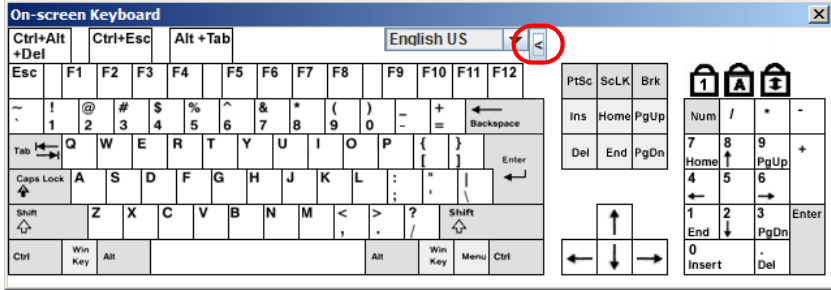 On-screen Keyboard X
Ctrl+Alt +Del Ctrl+Esc Alt +Tab English US <
Esc F1 F2 F3 F4 F5 F6 F7 F8 F9 F10 F11 F12 PtSc ScLK Brk 1 A
~ ` ! 1 @ 2 # 3 $ 4 % 5 ^ 6 & 7 * 8 ( 9 ) 0 _ - + = Backspace Ins Home PgUp Num / * -
Tab Q W E R T Y U I O P { [ } ] Enter Del End PgDn 7 Home 8 9 PgUp +
Caps Lock A S D F G H J K L : ; " ' | \ 4 5 6
Shift Z X C V B N M < , > . ? / Shift 1 End 2 3 PgDn Enter
Ctrl Win Key Alt Alt Win Key Menu Ctrl 0 Insert . Del